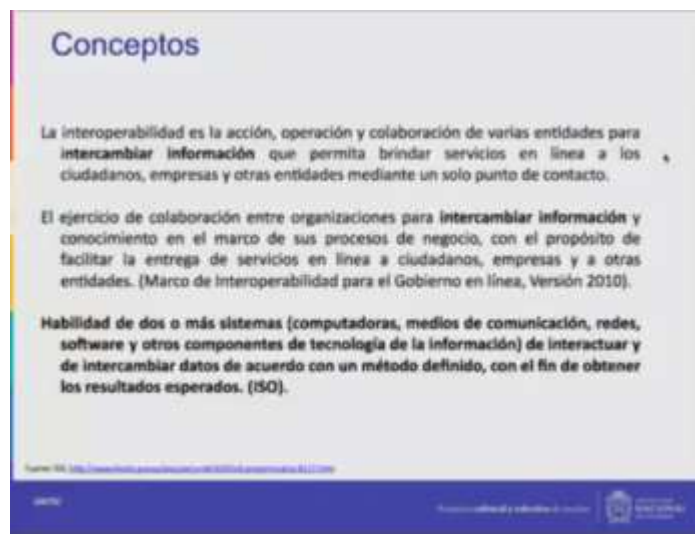 Conceptos
La interoperabilidad es la acción, operación y colaboración de varias entidades para
intercambiar información que permita brindar servicios en línea a los
ciudadanos, empresas y otras entidades mediante un solo punto de contacto.
El ejercicio de colaboración entre organizaciones para intercambiar información y
conocimiento en el marco de sus procesos de negocio, con el propósito de
facilitar la entrega de servicios en línea a ciudadanos, empresas y a otras
entidades. (Marco de Interoperabilidad para el Gobierno en línea, Versión 2010).
Habilidad de dos o más sistemas (computadoras, medios de comunicación, redes,
software y otros componentes de tecnología de la información) de interactuar y
de intercambiar datos de acuerdo con un método definido, con el fin de obtener
los resultados esperados. (ISO).
NACIONAL